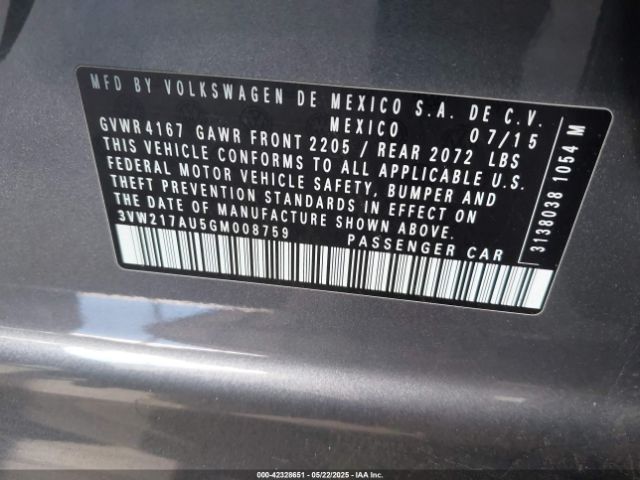 MFD BY VOLKSWAGEN DE MEXICO S.A. DE C.V.
MEXICO 07/15
GVWR 4167 GAWR FRONT 2205 / REAR 2072 LBS
THIS VEHICLE CONFORMS TO ALL APPLICABLE U.S.
FEDERAL MOTOR VEHICLE SAFETY, BUMPER AND
THEFT PREVENTION STANDARDS IN EFFECT ON
THE DATE OF MANUFACTURE SHOWN ABOVE.
3VW217AU5GM008759 PASSENGER CAR
3138038 1054 M
000-42328651 - 05/22/2025 - IAA Inc.